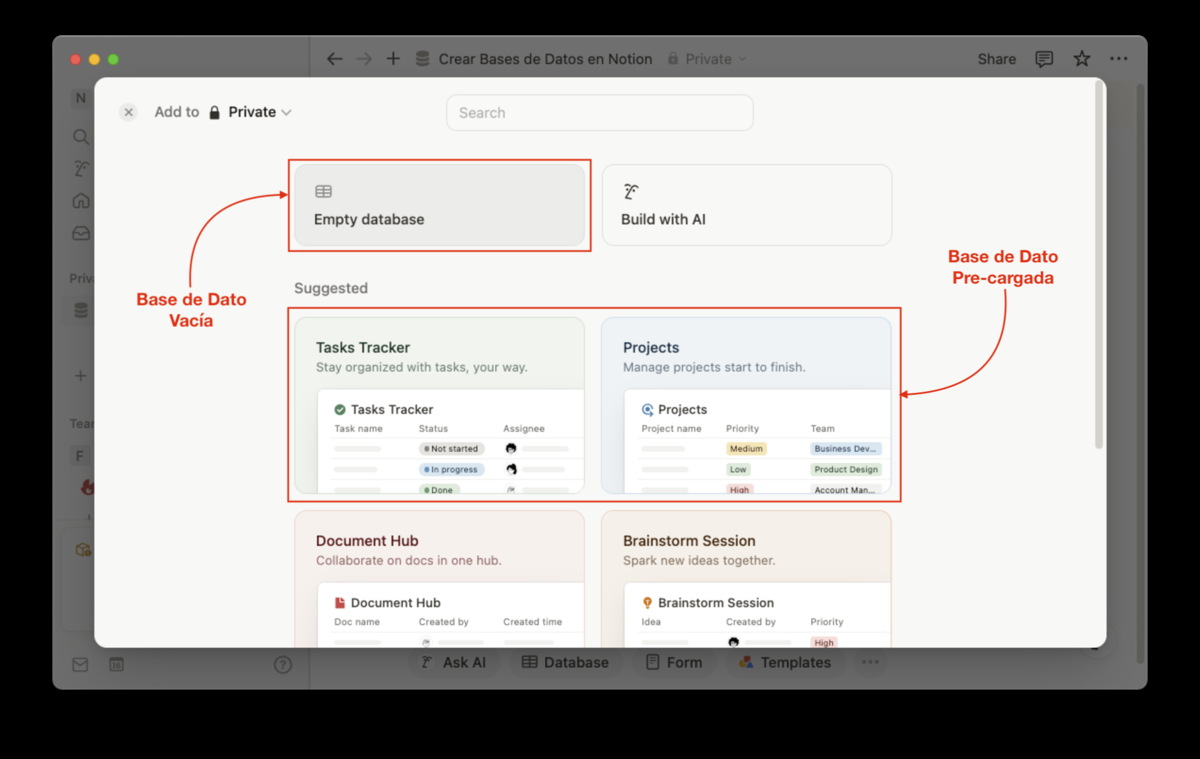 Crear Bases de Datos en Notion Private
Share
N
Add to Private
Search
Empty database
Build with AI
Base de Dato
Vacía
Base de Dato
Pre-cargada
Priv
Suggested
Tasks Tracker
Stay organized with tasks, your way.
Tasks Tracker
Task name Status Assignee
Not started
In progress
Done
Projects
Manage projects start to finish.
Projects
Project name Priority Team
Medium Business Dev...
Low Product Design
High Account Man...
Team
F
Document Hub
Collaborate on docs in one hub.
Document Hub
Doc name Created by Created time
Brainstorm Session
Spark new ideas together.
Brainstorm Session
Idea Created by Priority
High
Ask AI Database Form Templates